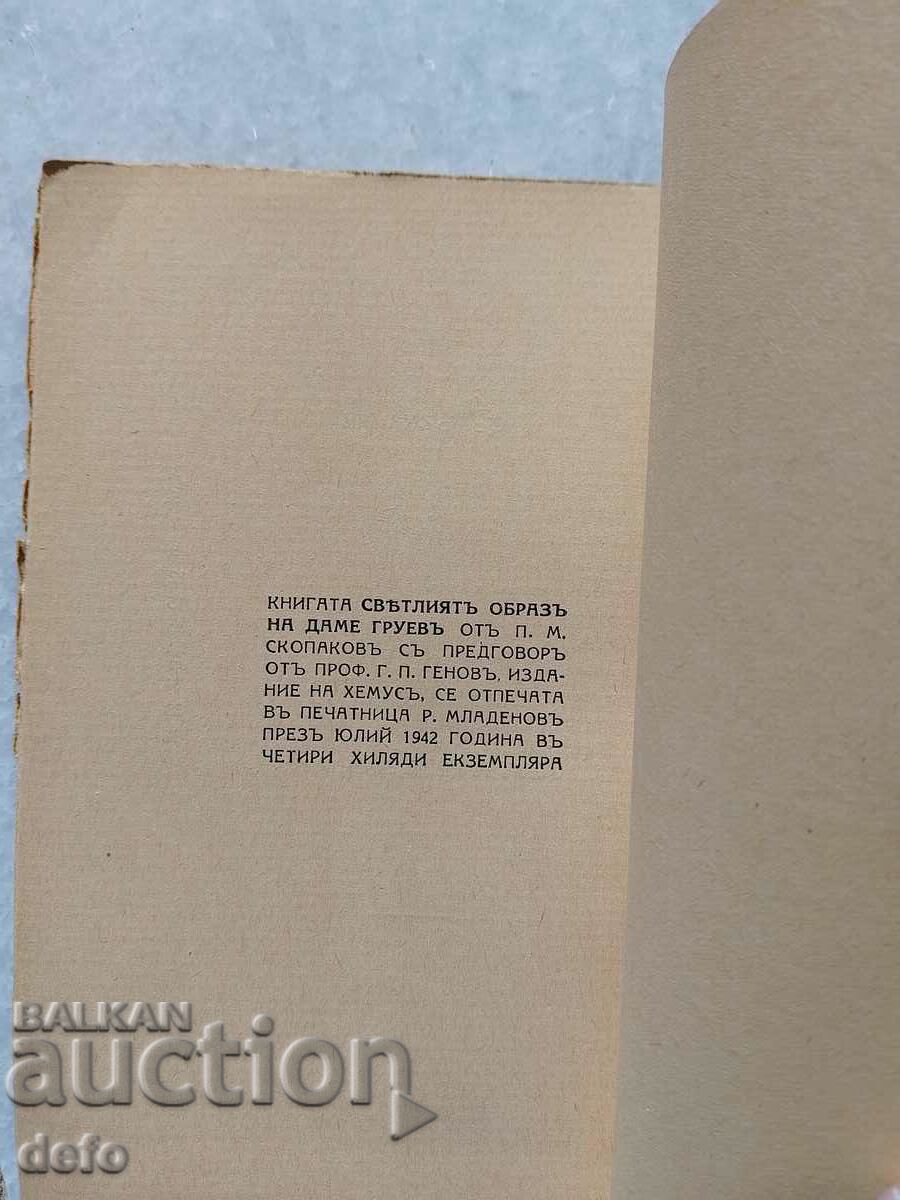 КНИГАТА СВѢТЛИЯТЪ ОБРАЗЪ
НА ДАМЕ ГРУЕВЪ ОТЪ П. М.
СКОПАКОВЪ СЪ ПРЕДГОВОРЪ
ОТЪ ПРОФ. Г. П. ГЕНОВЪ, ИЗДА-
НИЕ НА ХЕМУСЪ, СЕ ОТПЕЧАТА
ВЪ ПЕЧАТНИЦА Р. МЛАДЕНОВЪ
ПРЕЗЪ ЮЛИЙ 1942 ГОДИНА ВЪ
ЧЕТИРИ ХИЛЯДИ ЕКЗЕМПЛЯРА
BALKAN
auction
defo